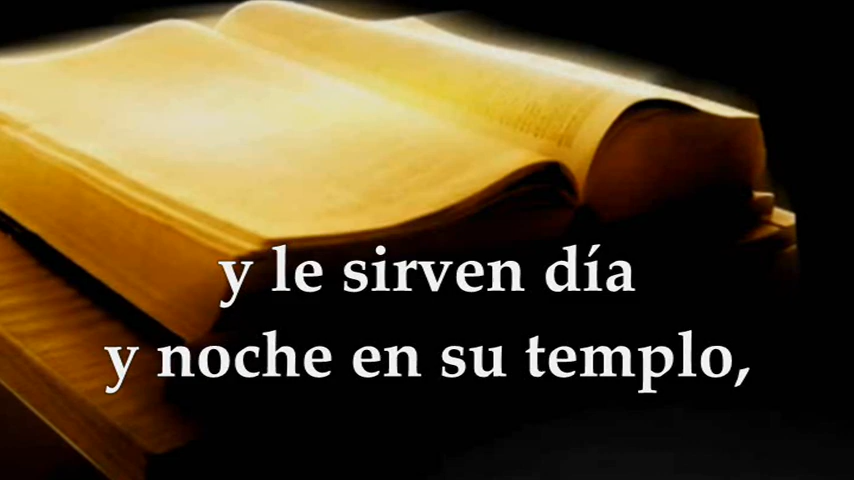 y le sirven día
y noche en su templo,